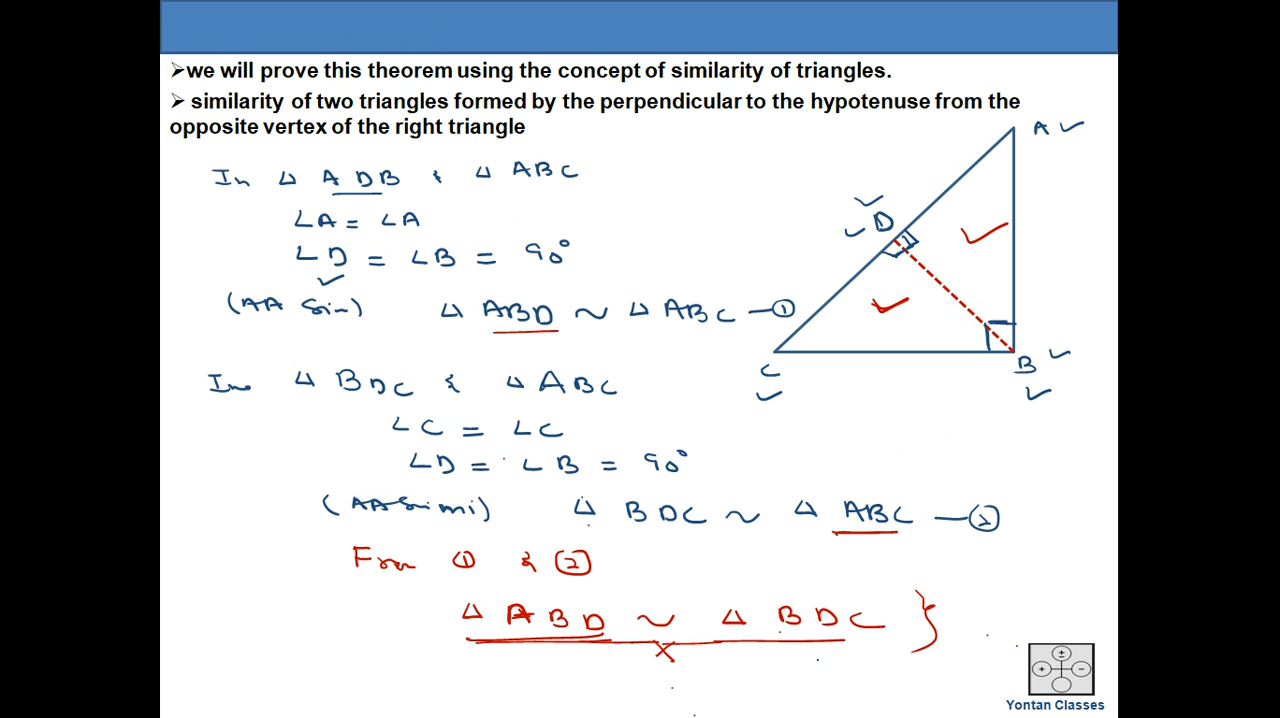 ➢we will prove this theorem using the concept of similarity of triangles.
➢ similarity of two triangles formed by the perpendicular to the hypotenuse from the
opposite vertex of the right triangle
In △ ADB & △ ABC
∠A = ∠A
∠D = ∠B = 90°
(AA Sim) △ ABD ~ △ ABC —①
In △ BDC & △ ABC
∠C = ∠C
∠D = ∠B = 90°
(AA Simi) △ BDC ~ △ ABC —②
From ① & ②
△ ABD ~ △ BDC }
A
D
C
B
Yontan Classes